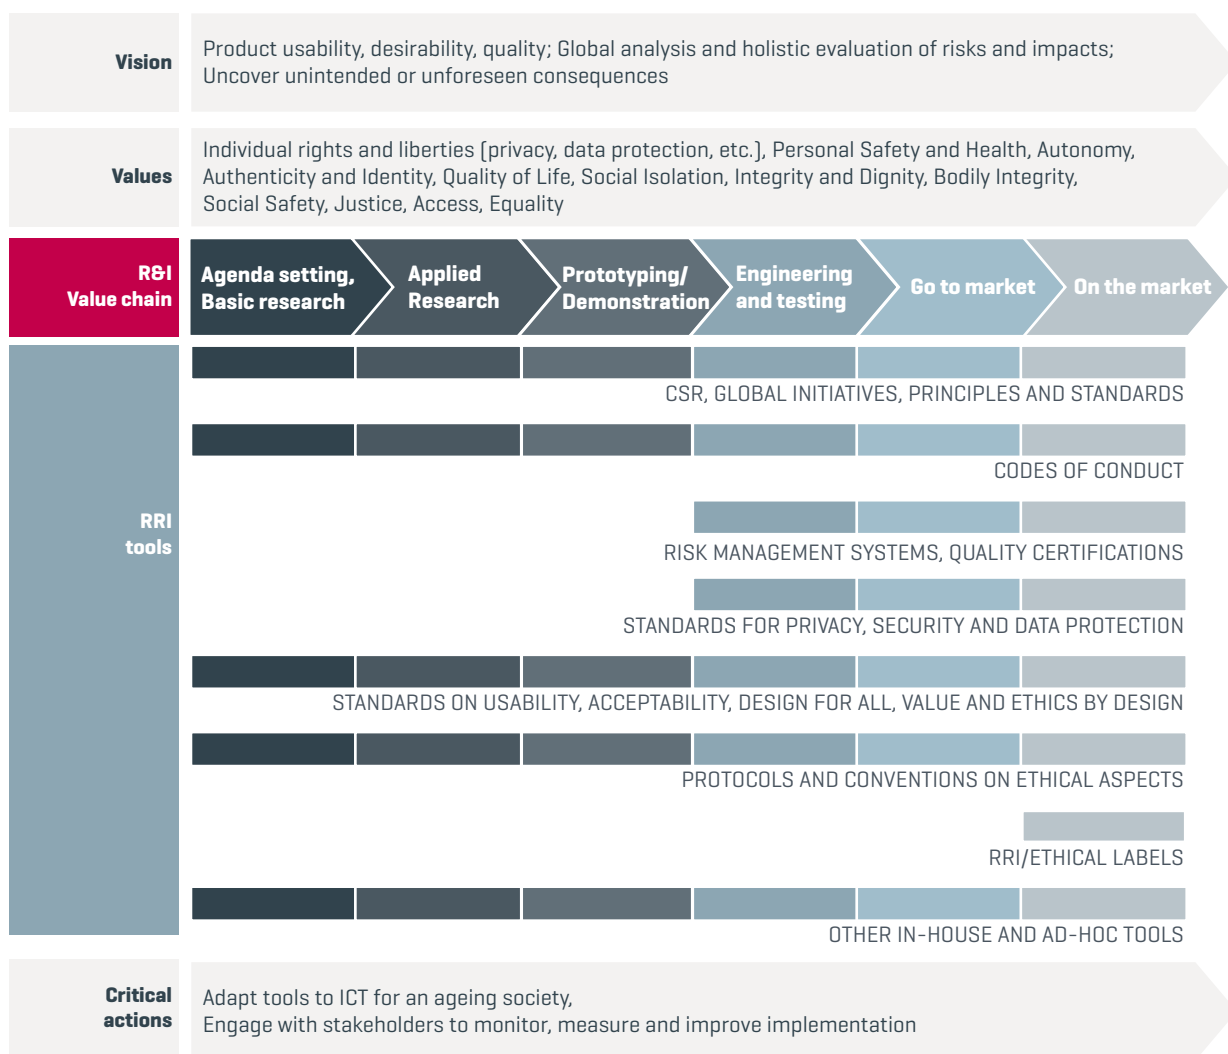 Vision
Product usability, desirability, quality; Global analysis and holistic evaluation of risks and impacts;
Uncover unintended or unforeseen consequences
Values
Individual rights and liberties (privacy, data protection, etc.), Personal Safety and Health, Autonomy,
Authenticity and Identity, Quality of Life, Social Isolation, Integrity and Dignity, Bodily Integrity,
Social Safety, Justice, Access, Equality
R&I
Value chain
Agenda setting,
Basic research
Applied
Research
Prototyping/
Demonstration
Engineering
and testing
Go to market
On the market
RRI
tools
CSR, GLOBAL INITIATIVES, PRINCIPLES AND STANDARDS
CODES OF CONDUCT
RISK MANAGEMENT SYSTEMS, QUALITY CERTIFICATIONS
STANDARDS FOR PRIVACY, SECURITY AND DATA PROTECTION
STANDARDS ON USABILITY, ACCEPTABILITY, DESIGN FOR ALL, VALUE AND ETHICS BY DESIGN
PROTOCOLS AND CONVENTIONS ON ETHICAL ASPECTS
RRI/ETHICAL LABELS
OTHER IN-HOUSE AND AD-HOC TOOLS
Critical
actions
Adapt tools to ICT for an ageing society,
Engage with stakeholders to monitor, measure and improve implementation